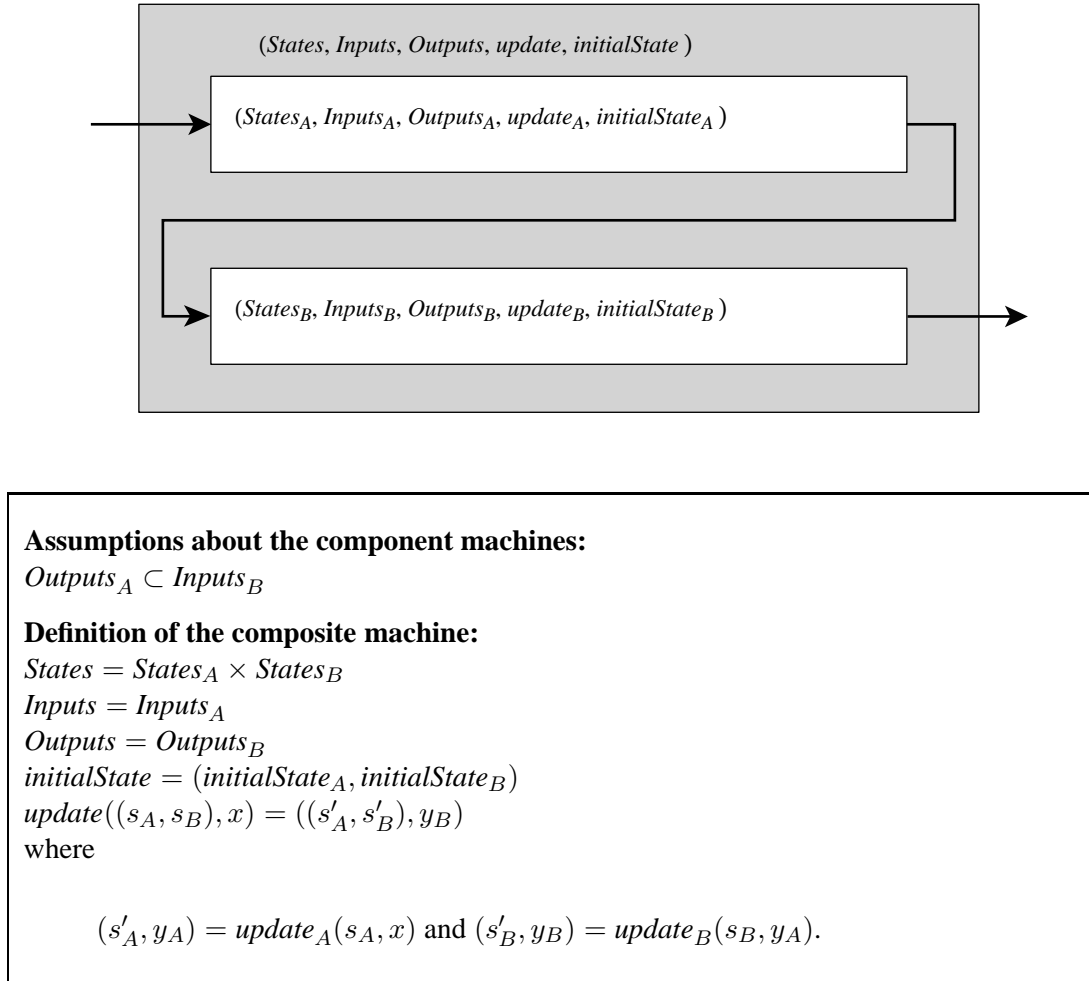 (States, Inputs, Outputs, update, initialState )
(States_A, Inputs_A, Outputs_A, update_A, initialState_A )
(States_B, Inputs_B, Outputs_B, update_B, initialState_B )
Assumptions about the component machines:
Outputs_A ⊂ Inputs_B
Definition of the composite machine:
States = States_A × States_B
Inputs = Inputs_A
Outputs = Outputs_B
initialState = (initialState_A, initialState_B)
update((s_A, s_B), x) = ((s′_A, s′_B), y_B)
where
(s′_A, y_A) = update_A(s_A, x) and (s′_B, y_B) = update_B(s_B, y_A).